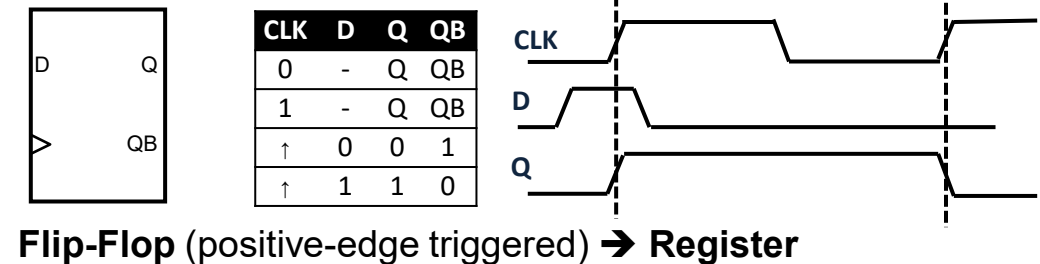 D Q
QB
CLK D Q QB
0 - Q QB
1 - Q QB
↑ 0 0 1
↑ 1 1 0
CLK
D
Q
Flip-Flop (positive-edge triggered) ➔ Register